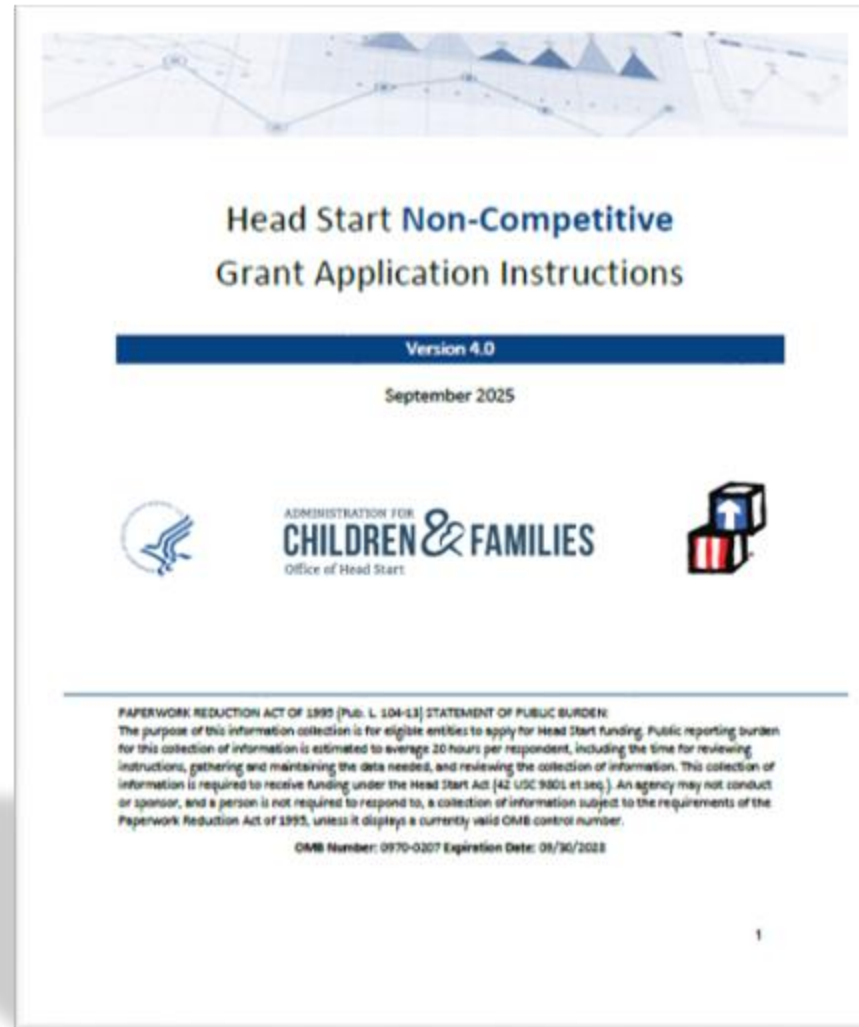 Head Start Non-Competitive
Grant Application Instructions
Version 4.0
September 2025
ADMINISTRATION FOR
CHILDREN & FAMILIES
Office of Head Start
PAPERWORK REDUCTION ACT OF 1995 (Pub. L. 104-13) STATEMENT OF PUBLIC BURDEN:
The purpose of this information collection is for eligible entities to apply for Head Start funding. Public reporting burden
for this collection of information is estimated to average 20 hours per respondent, including the time for reviewing
instructions, gathering and maintaining the data needed, and reviewing the collection of information. This collection of
information is required to receive funding under the Head Start Act (42 USC 9801 et seq.). An agency may not conduct
or sponsor, and a person is not required to respond to, a collection of information subject to the requirements of the
Paperwork Reduction Act of 1995, unless it displays a currently valid OMB control number.
OMB Number: 0970-0207 Expiration Date: 09/30/2028
1